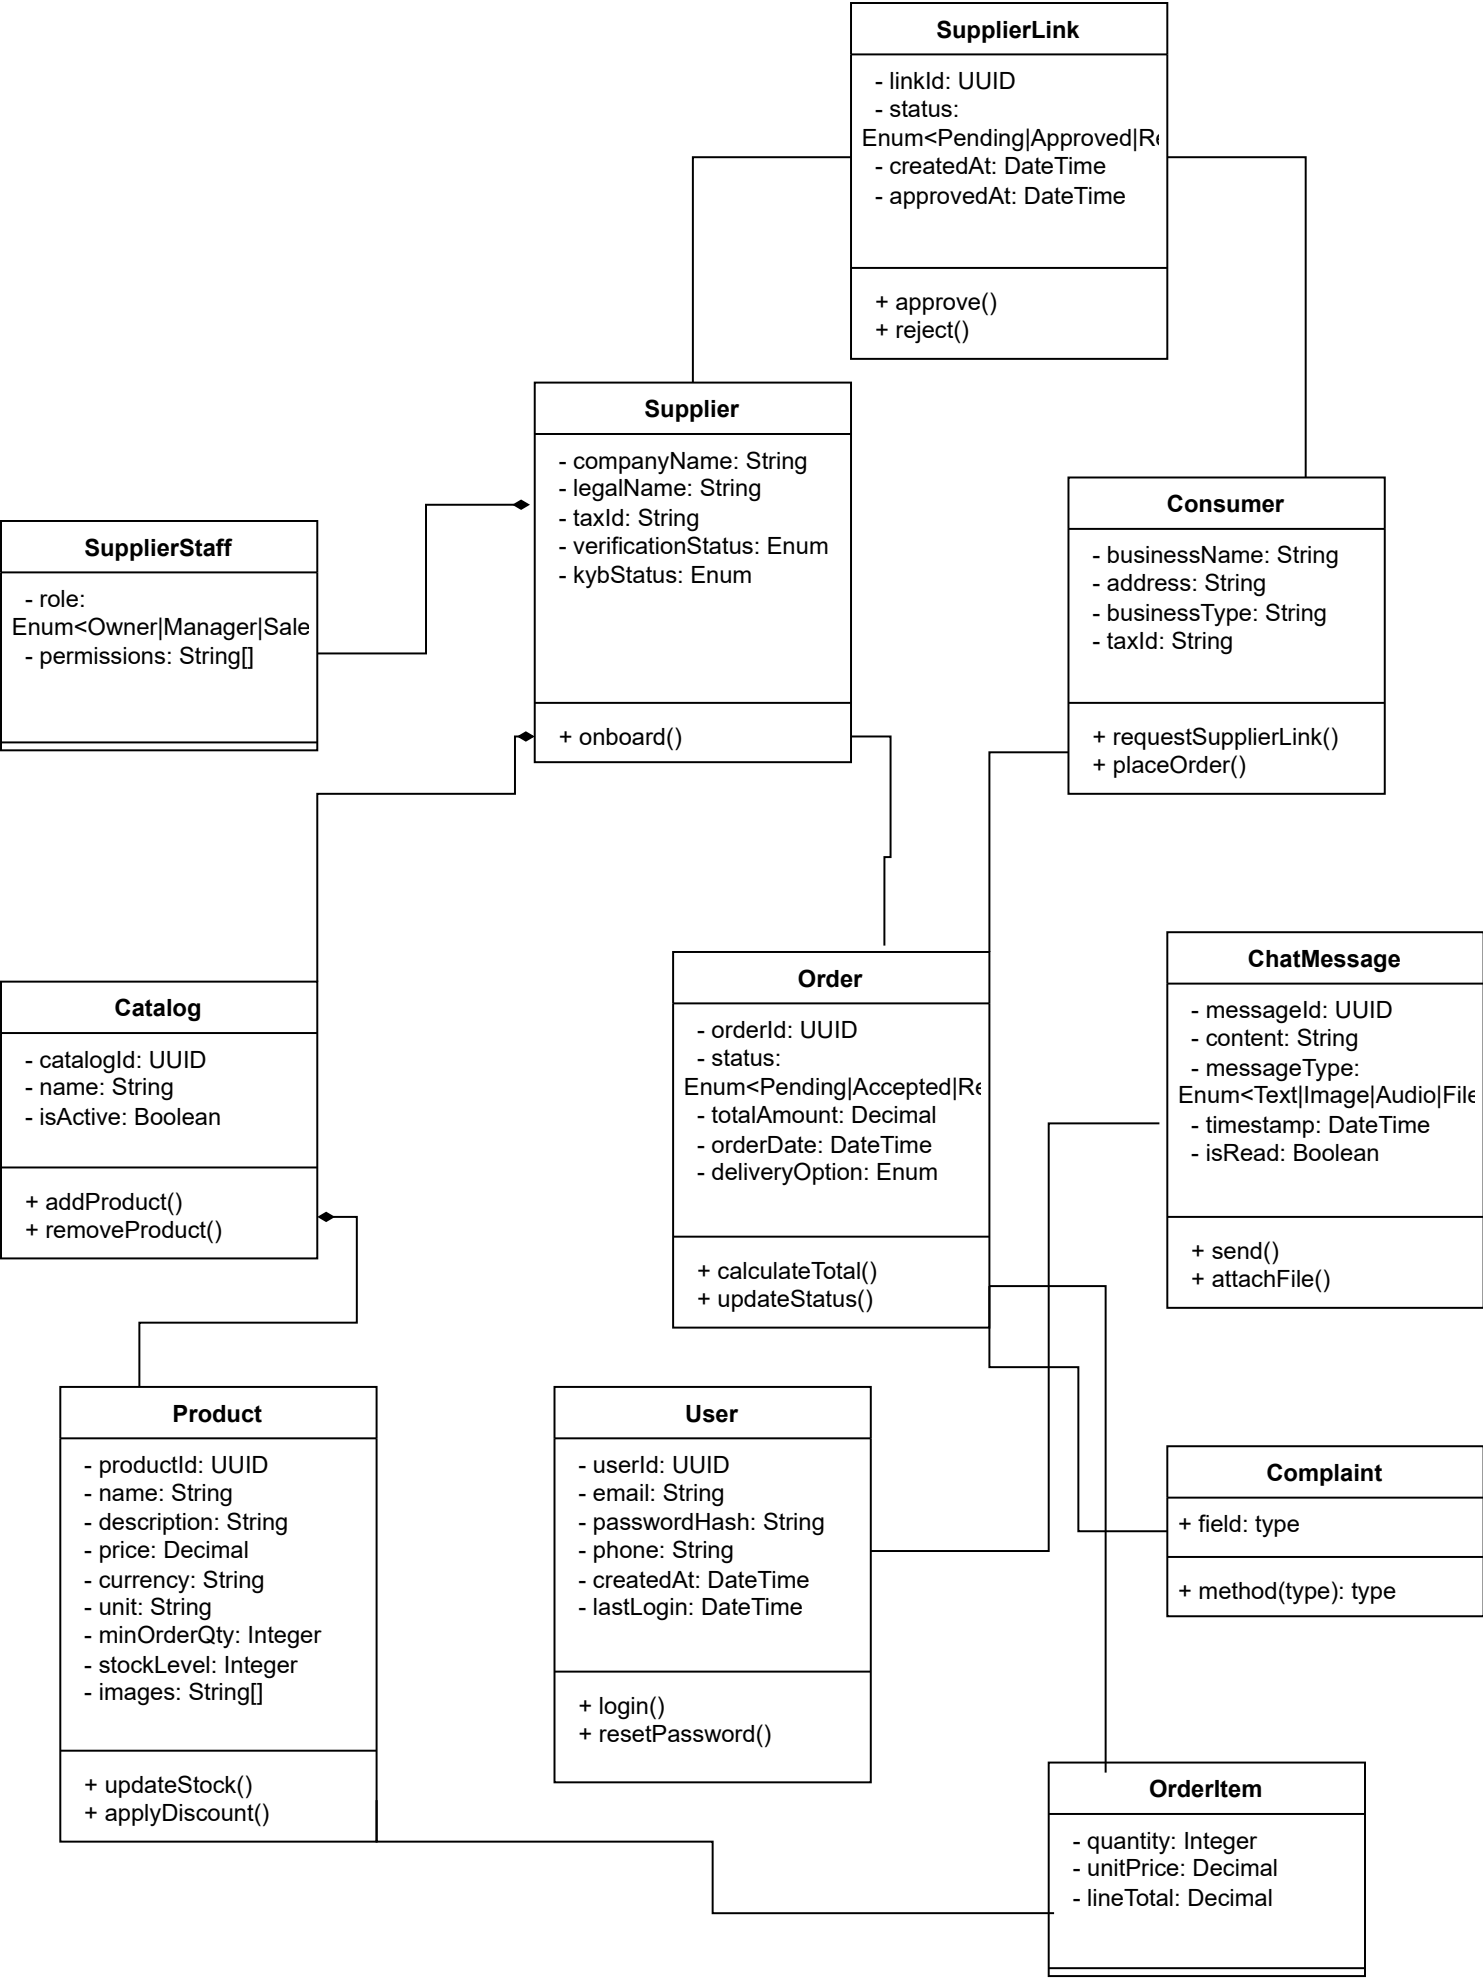 SupplierLink
- linkId: UUID
- status:
Enum<Pending|Approved|Re
- createdAt: DateTime
- approvedAt: DateTime
+ approve()
+ reject()
Supplier
- companyName: String
- legalName: String
- taxId: String
- verificationStatus: Enum
- kybStatus: Enum
+ onboard()
Consumer
- businessName: String
- address: String
- businessType: String
- taxId: String
+ requestSupplierLink()
+ placeOrder()
SupplierStaff
- role:
Enum<Owner|Manager|Sale
- permissions: String[]
Catalog
- catalogId: UUID
- name: String
- isActive: Boolean
+ addProduct()
+ removeProduct()
Order
- orderId: UUID
- status:
Enum<Pending|Accepted|Re
- totalAmount: Decimal
- orderDate: DateTime
- deliveryOption: Enum
+ calculateTotal()
+ updateStatus()
ChatMessage
- messageId: UUID
- content: String
- messageType:
Enum<Text|Image|Audio|File
- timestamp: DateTime
- isRead: Boolean
+ send()
+ attachFile()
Product
- productId: UUID
- name: String
- description: String
- price: Decimal
- currency: String
- unit: String
- minOrderQty: Integer
- stockLevel: Integer
- images: String[]
+ updateStock()
+ applyDiscount()
User
- userId: UUID
- email: String
- passwordHash: String
- phone: String
- createdAt: DateTime
- lastLogin: DateTime
+ login()
+ resetPassword()
Complaint
+ field: type
+ method(type): type
OrderItem
- quantity: Integer
- unitPrice: Decimal
- lineTotal: Decimal